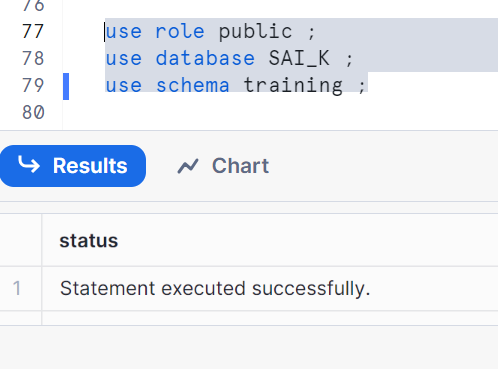 76
77 use role public ;
78 use database SAI_K ;
79 use schema training ;
80
Results Chart
status
1 Statement executed successfully.